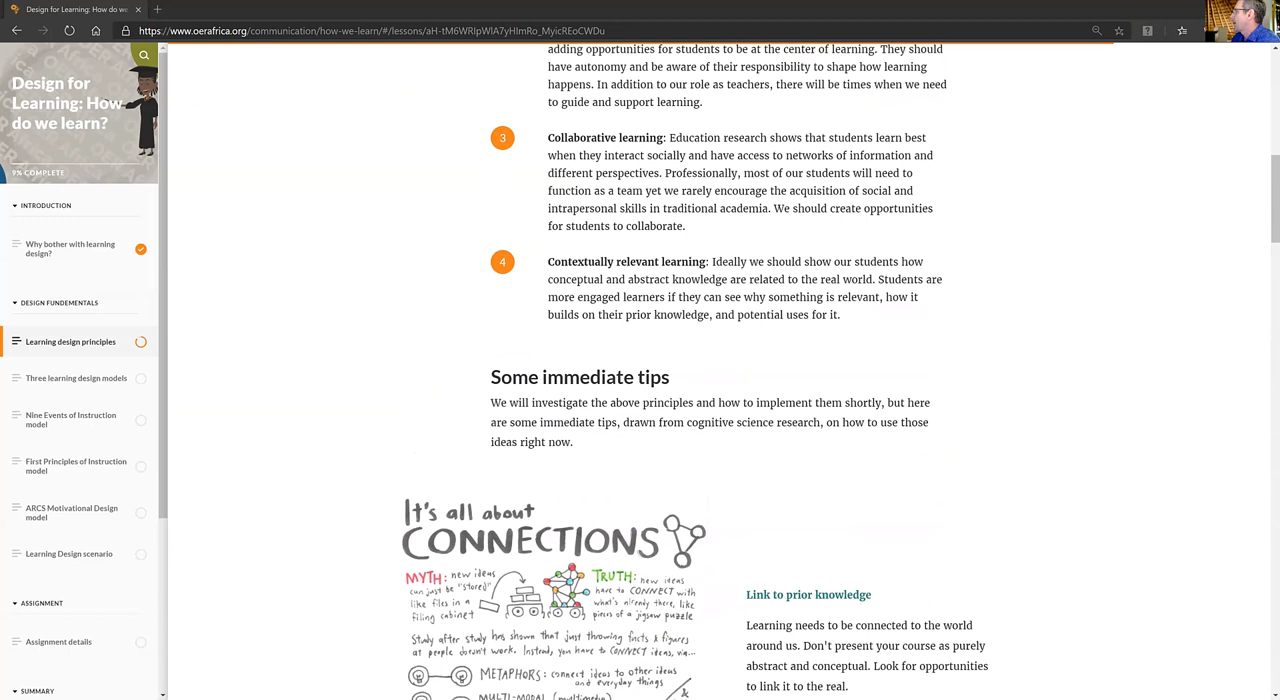 Design for Learning: How do we
https://www.oerafrica.org/communication/how-we-learn/#/lessons/aH-tM6WRIpWIA7yHImRo_MyicREoCWDu
Design for
Learning: How
do we learn?
9% COMPLETE
INTRODUCTION
Why bother with learning
design?
DESIGN FUNDAMENTALS
Learning design principles
Three learning design models
Nine Events of Instruction
model
First Principles of Instruction
model
ARCS Motivational Design
model
Learning Design scenario
ASSIGNMENT
Assignment details
SUMMARY
adding opportunities for students to be at the center of learning. They should
have autonomy and be aware of their responsibility to shape how learning
happens. In addition to our role as teachers, there will be times when we need
to guide and support learning.
3
Collaborative learning: Education research shows that students learn best
when they interact socially and have access to networks of information and
different perspectives. Professionally, most of our students will need to
function as a team yet we rarely encourage the acquisition of social and
intrapersonal skills in traditional academia. We should create opportunities
for students to collaborate.
4
Contextually relevant learning: Ideally we should show our students how
conceptual and abstract knowledge are related to the real world. Students are
more engaged learners if they can see why something is relevant, how it
builds on their prior knowledge, and potential uses for it.
Some immediate tips
We will investigate the above principles and how to implement them shortly, but here
are some immediate tips, drawn from cognitive science research, on how to use those
ideas right now.
It's all about
CONNECTIONS
MYTH: new ideas
can just be "stored"
like files in a
filing cabinet
TRUTH: new ideas
have to CONNECT with
what's already there, like
pieces of a jigsaw puzzle
Study after study has shown that just throwing facts & figures
at people doesn't work. Instead, you have to CONNECT ideas, via...
METAPHORS: connect ideas to other ideas
and everyday things
MULTI-MODAL (multimedia)
Link to prior knowledge
Learning needs to be connected to the world
around us. Don't present your course as purely
abstract and conceptual. Look for opportunities
to link it to the real.